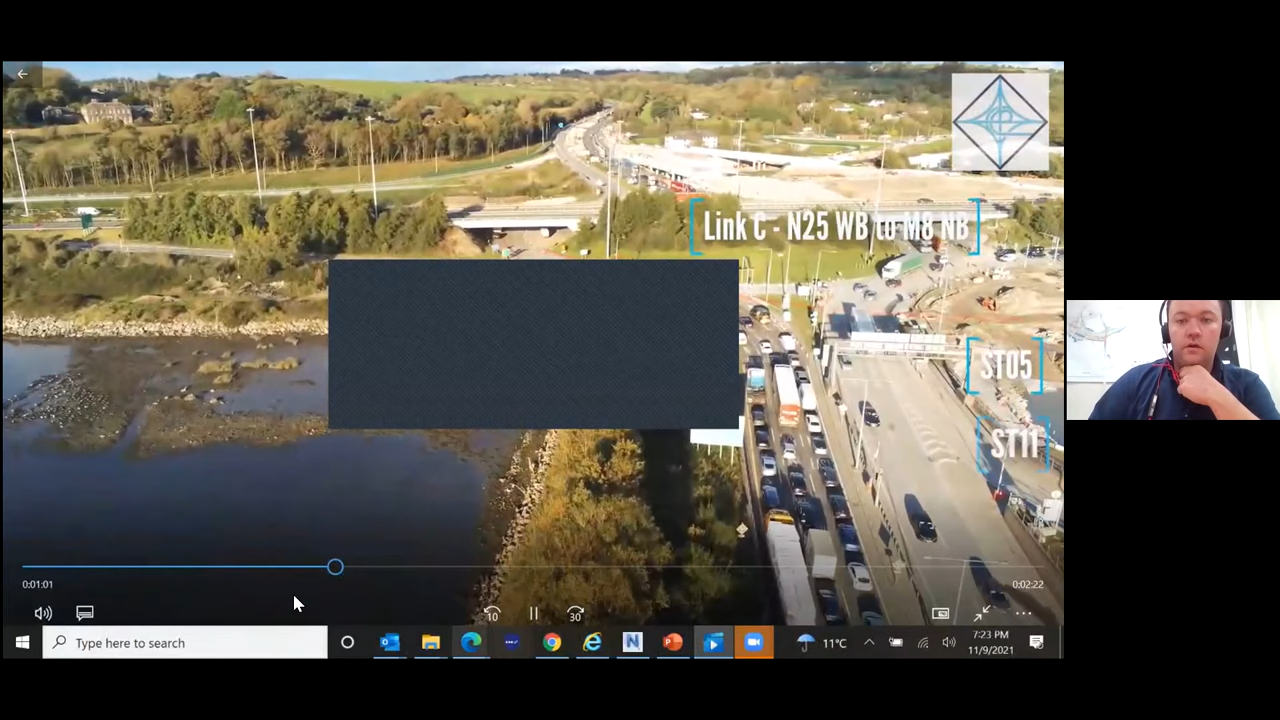 Link C - N25 WB to M8 NB
ST05
ST11
0:01:01
0:02:22
10
30
Type here to search
11°C
7:23 PM
11/9/2021